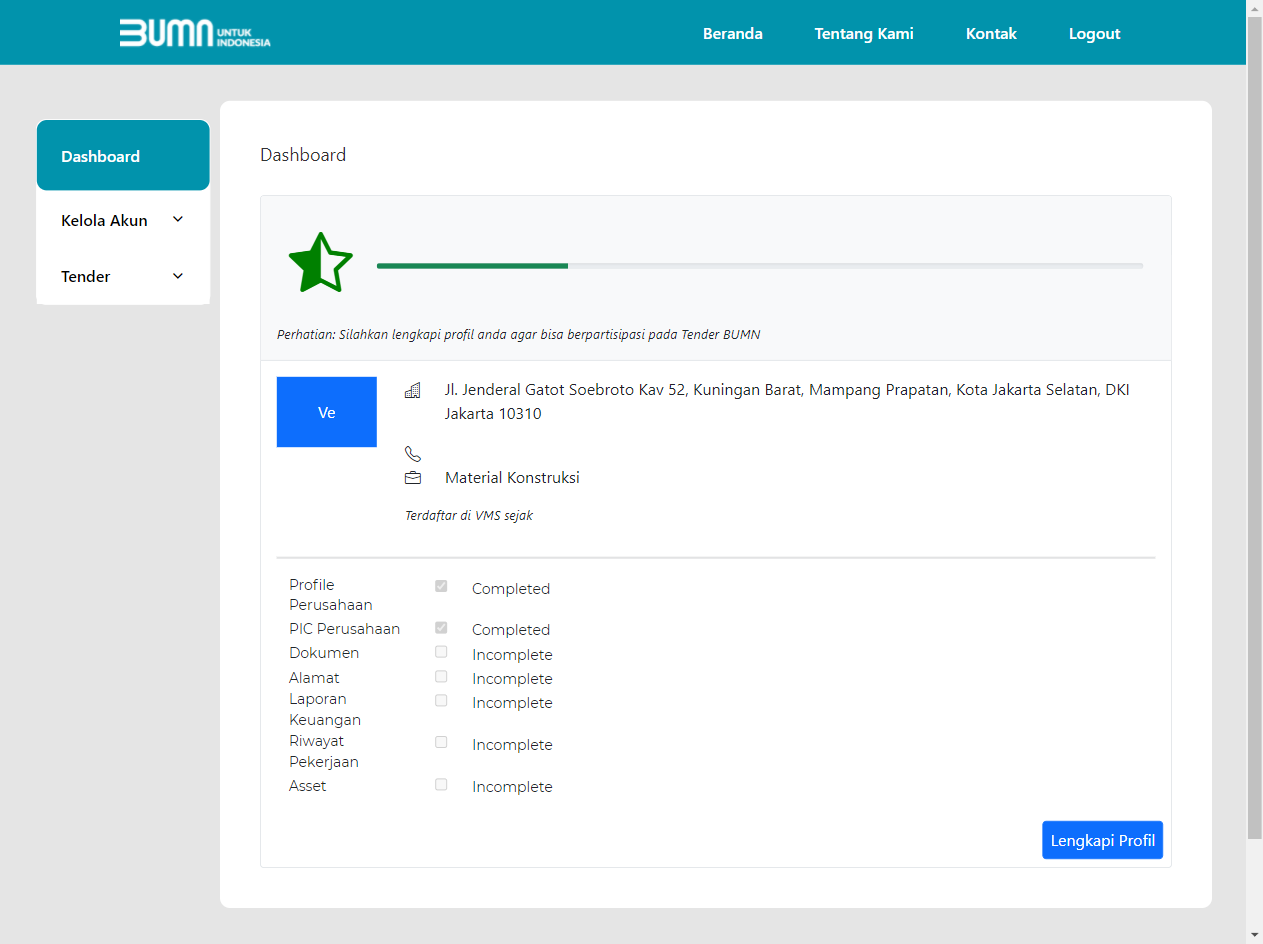 BUMN UNTUK INDONESIA
Beranda
Tentang Kami
Kontak
Logout
Dashboard
Kelola Akun
Tender
Dashboard
Perhatian: Silahkan lengkapi profil anda agar bisa berpartisipasi pada Tender BUMN
Ve
Jl. Jenderal Gatot Soebroto Kav 52, Kuningan Barat, Mampang Prapatan, Kota Jakarta Selatan, DKI
Jakarta 10310
Material Konstruksi
Terdaftar di VMS sejak
Profile
Perusahaan
Completed
PIC Perusahaan
Completed
Dokumen
Incomplete
Alamat
Incomplete
Laporan
Keuangan
Incomplete
Riwayat
Pekerjaan
Incomplete
Asset
Incomplete
Lengkapi Profil